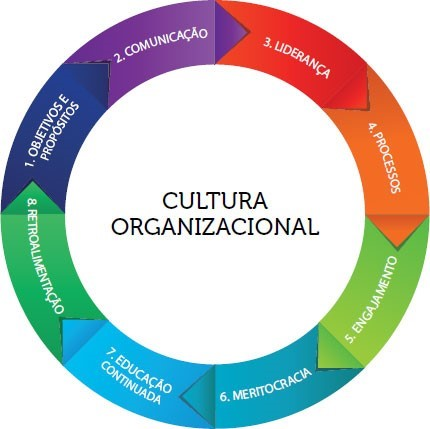 1. OBJETIVOS E
PROPÓSITOS
2. COMUNICAÇÃO
3. LIDERANÇA
4. PROCESSOS
5. ENGAJAMENTO
6. MERITOCRACIA
7. EDUCAÇÃO
CONTINUADA
8. RETROALIMENTAÇÃO
CULTURA
ORGANIZACIONAL